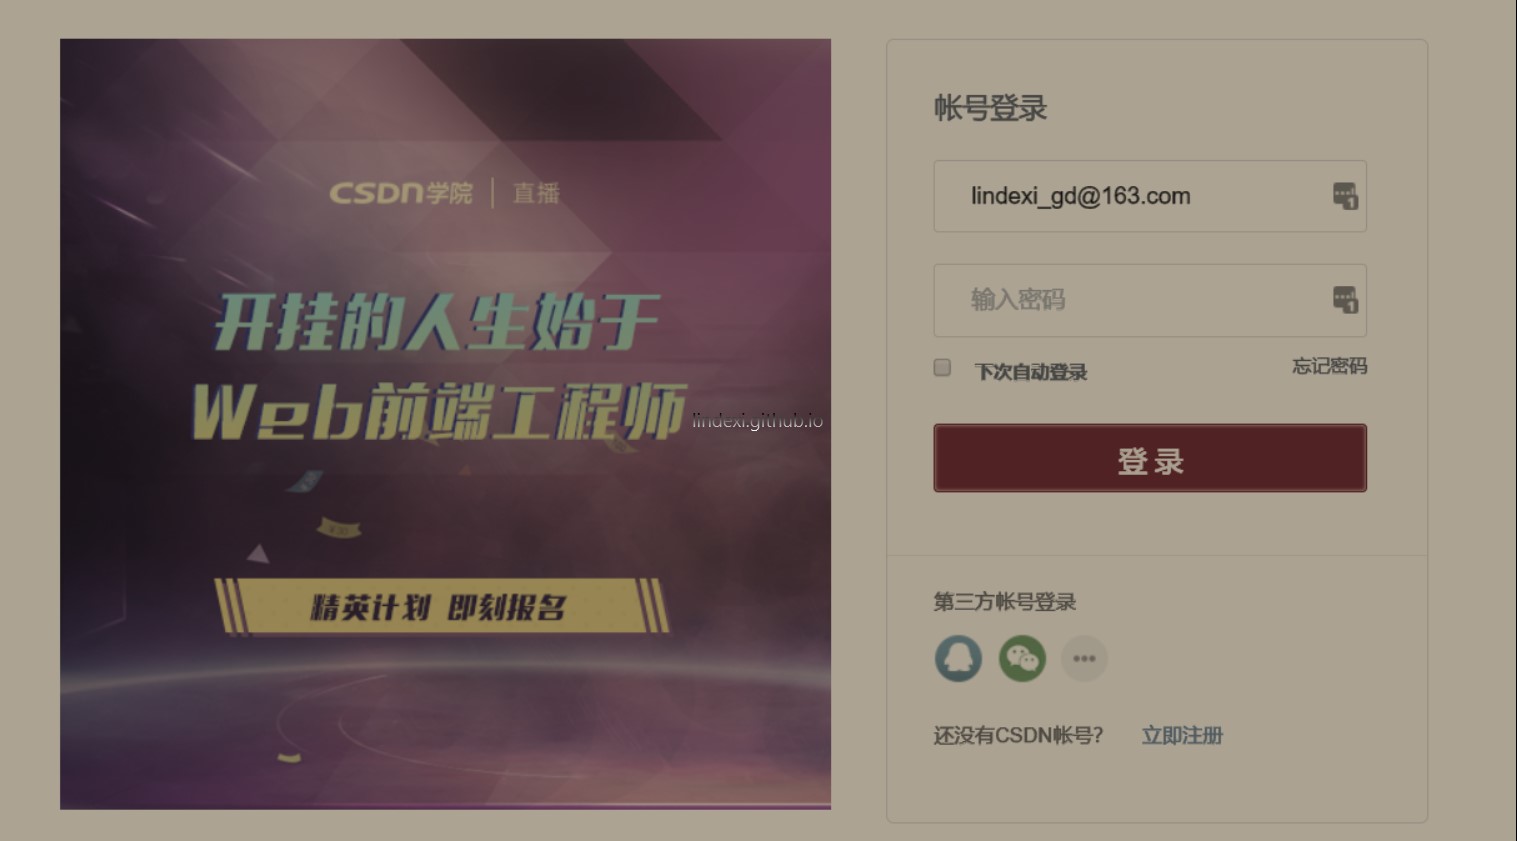 CSDN学院 | 直播
开挂的人生始于
Web前端工程师
lindexi.github.io
精英计划 即刻报名
帐号登录
lindexi_gd@163.com
1
输入密码
1
下次自动登录
忘记密码
登录
第三方帐号登录
还没有CSDN帐号?
立即注册